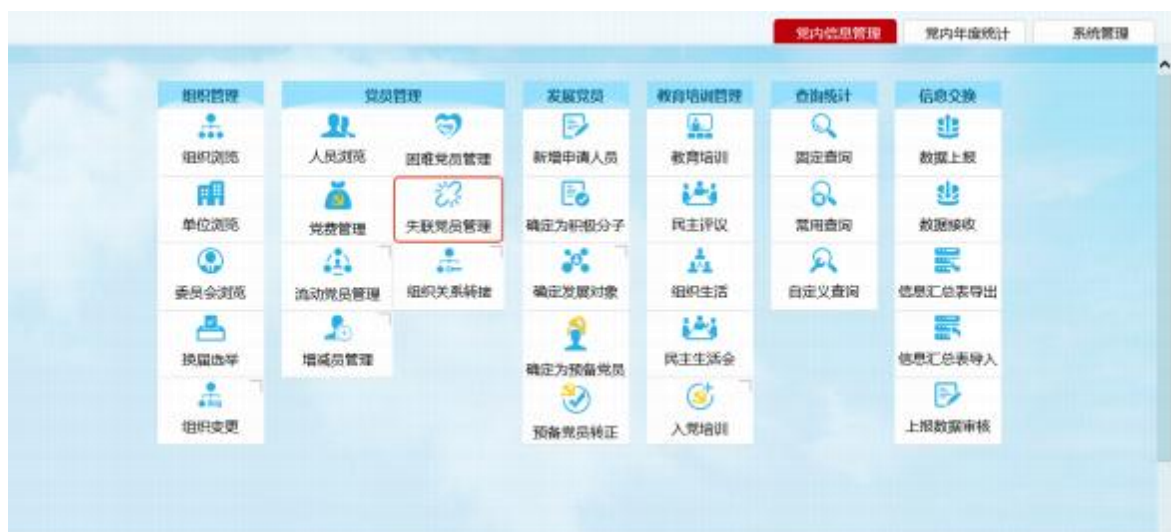 党内信息管理 党内年度统计 系统管理
组织管理 党员管理 发展党员 教育培训管理 查询统计 信息交换
组织浏览 人员浏览 困难党员管理 新增申请人员 教育培训 固定查询 数据上报
单位浏览 党费管理 失联党员管理 确定为积极分子 民主评议 常用查询 数据接收
委员会浏览 流动党员管理 组织关系转接 确定发展对象 组织生活 自定义查询 信息汇总表导出
换届选举 增减员管理 确定为预备党员 民主生活会 信息汇总表导入
组织变更 预备党员转正 入党培训 上报数据审核